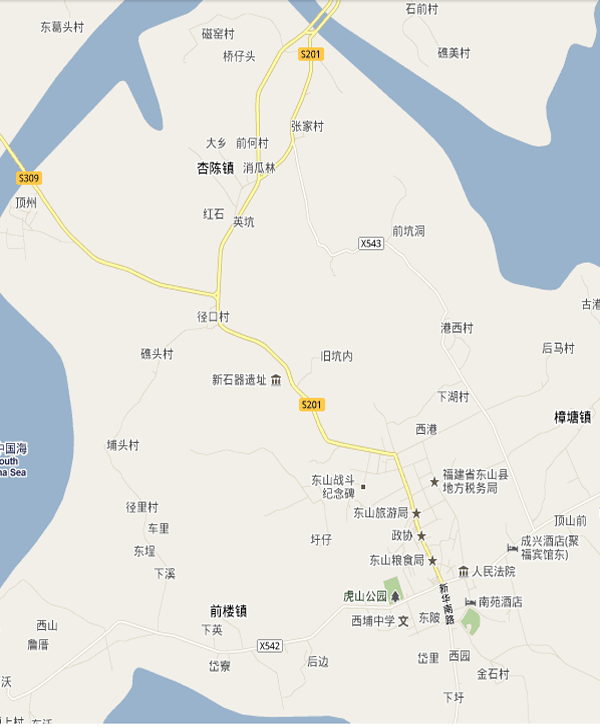 石前村
东葛头村
磁窑村
礁美村
桥仔头
S201
张家村
大乡
前何村
杏陈镇
消瓜林
S309
顶州
红石
英坑
前坑洞
X543
古港
径口村
港西村
后马村
礁头村
旧坑内
新石器遗址
下湖村
S201
樟塘镇
西港
埔头村
中国海
outh
na Sea
福建省东山县
地方税务局
东山战斗
纪念碑
径里村
车里
东山旅游局
顶山前
政协
圩仔
成兴酒店(聚
福宾馆东)
东埕
东山粮食局
人民法院
下溪
虎山公园
新华南路
南苑酒店
前楼镇
西埔中学
东陂
西山
下英
詹厝
X542
岱寮
后边
岱里
西园
金石村
沃
下圩